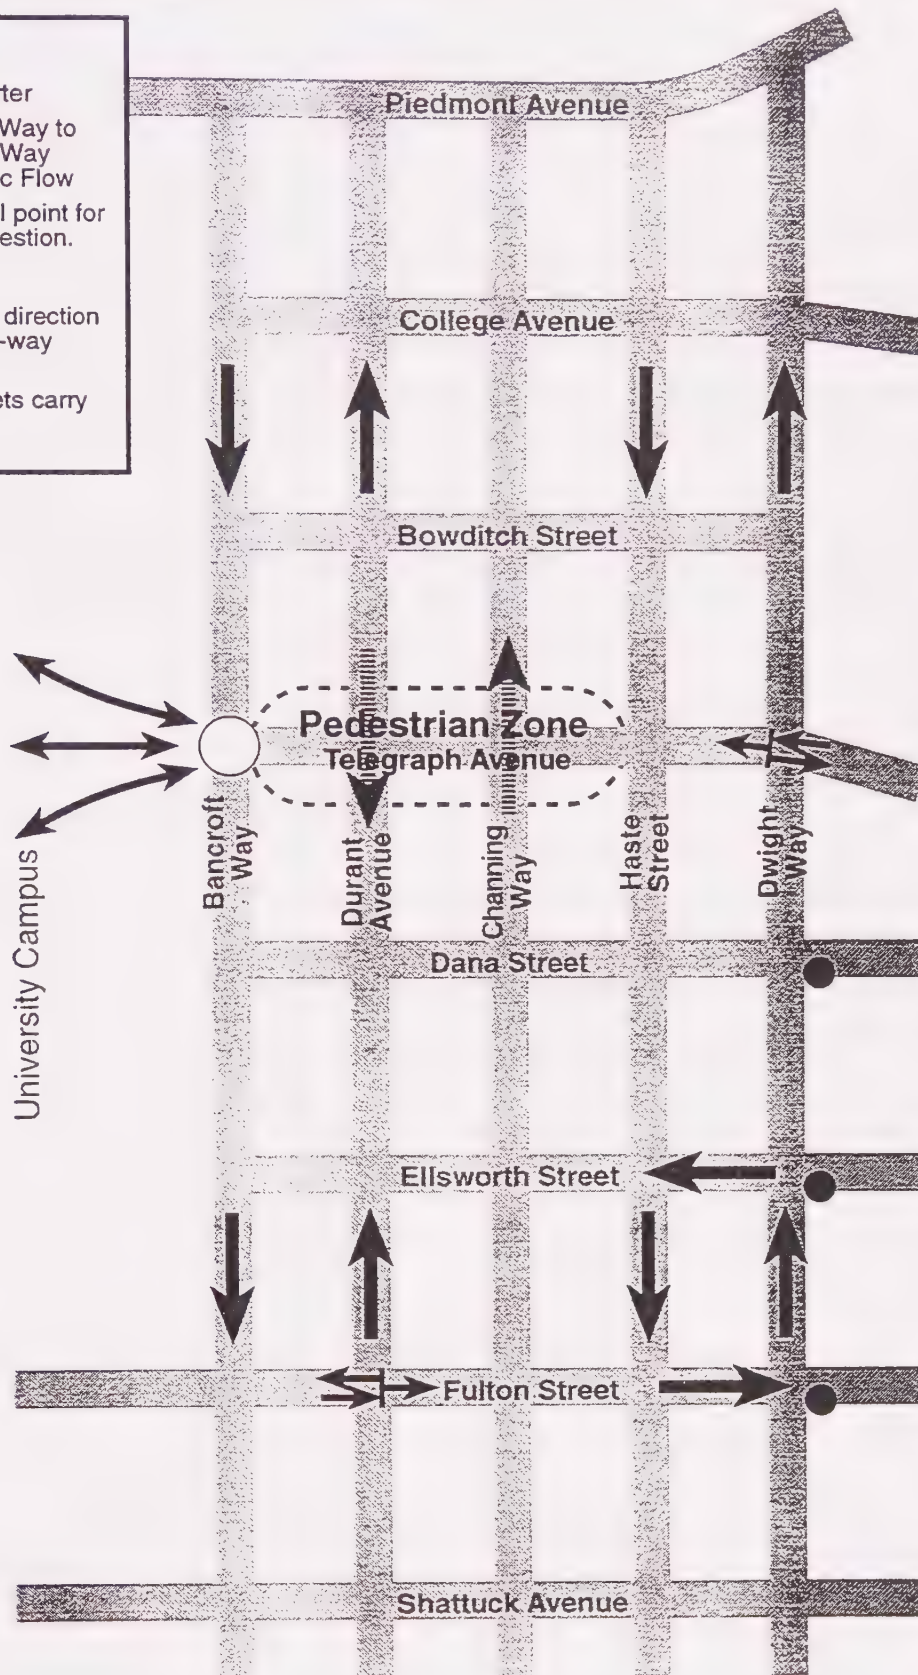 Way to
Way
c Flow
l point for
estion.
direction
-way
ets carry
Piedmont Avenue
College Avenue
Bowditch Street
Pedestrian Zone
Telegraph Avenue
Bancroft
Way
Durant
Avenue
Channing
Way
Haste
Street
Dwight
Way
University Campus
Dana Street
Ellsworth Street
Fulton Street
Shattuck Avenue